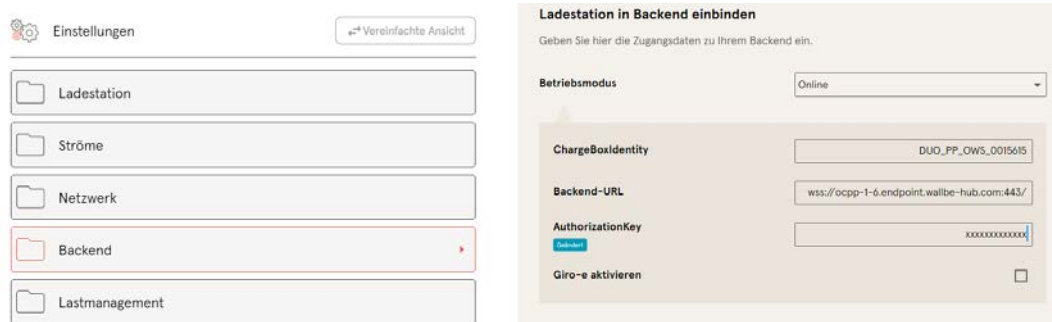 Einstellungen
Vereinfachte Ansicht
Ladestation
Ströme
Netzwerk
Backend
Lastmanagement
Ladestation in Backend einbinden
Geben Sie hier die Zugangsdaten zu Ihrem Backend ein.
Betriebsmodus
Online
ChargeBoxIdentity
DUO_PP_OWS_0015615
Backend-URL
wss://ocpp-1-6.endpoint.wallbe-hub.com:443/
AuthorizationKey
xxxxxxxxxxxxx
Geändert
Giro-e aktivieren